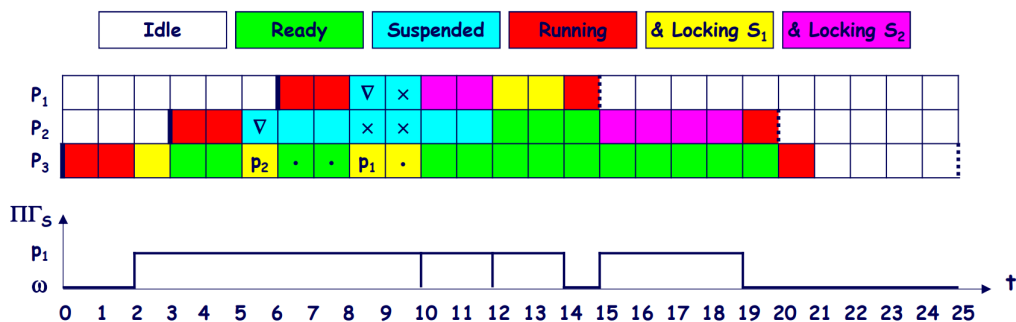 Idle Ready Suspended Running & Locking S₁ & Locking S₂
P₁ ∇ ×
P₂ ∇ × ×
P₃ p₂ · · p₁ ·
ΠΓS
p₁
ω t
0 1 2 3 4 5 6 7 8 9 10 11 12 13 14 15 16 17 18 19 20 21 22 23 24 25